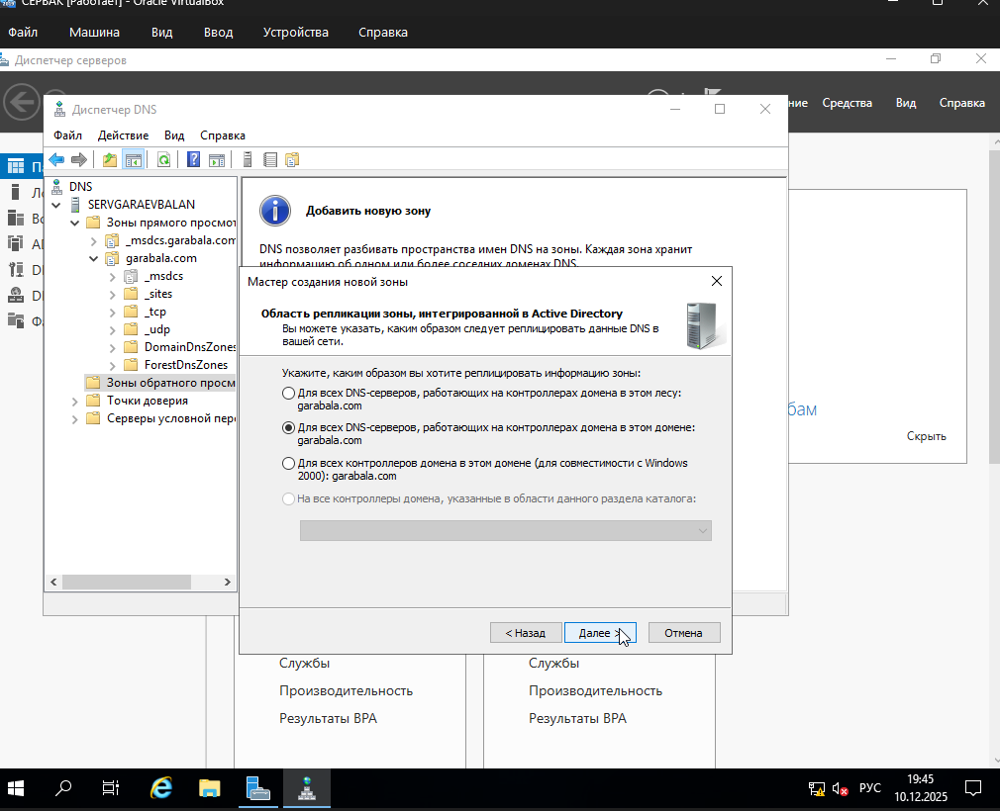 СЕРВАК [Работает] - Oracle VirtualBox
Файл Машина Вид Ввод Устройства Справка
Диспетчер серверов
Средства Вид Справка
Диспетчер DNS
Файл Действие Вид Справка
DNS
SERVGARAEVBALAN
Зоны прямого просмот
_msdcs.garabala.com
garabala.com
_msdcs
_sites
_tcp
_udp
DomainDnsZones
ForestDnsZones
Зоны обратного просм
Точки доверия
Серверы условной пер
Добавить новую зону
DNS позволяет разбивать пространства имен DNS на зоны. Каждая зона хранит
информацию об одном или более соседних доменах DNS.
Мастер создания новой зоны
Область репликации зоны, интегрированной в Active Directory
Вы можете указать, каким образом следует реплицировать данные DNS в
вашей сети.
Укажите, каким образом вы хотите реплицировать информацию зоны:
Для всех DNS-серверов, работающих на контроллерах домена в этом лесу:
garabala.com
Для всех DNS-серверов, работающих на контроллерах домена в этом домене:
garabala.com
Для всех контроллеров домена в этом домене (для совместимости с Windows
2000): garabala.com
На все контроллеры домена, указанные в области данного раздела каталога:
< Назад Далее > Отмена
бам
Скрыть
Службы
Производительность
Результаты BPA
Службы
Производительность
Результаты BPA
РУС
19:45
10.12.2025